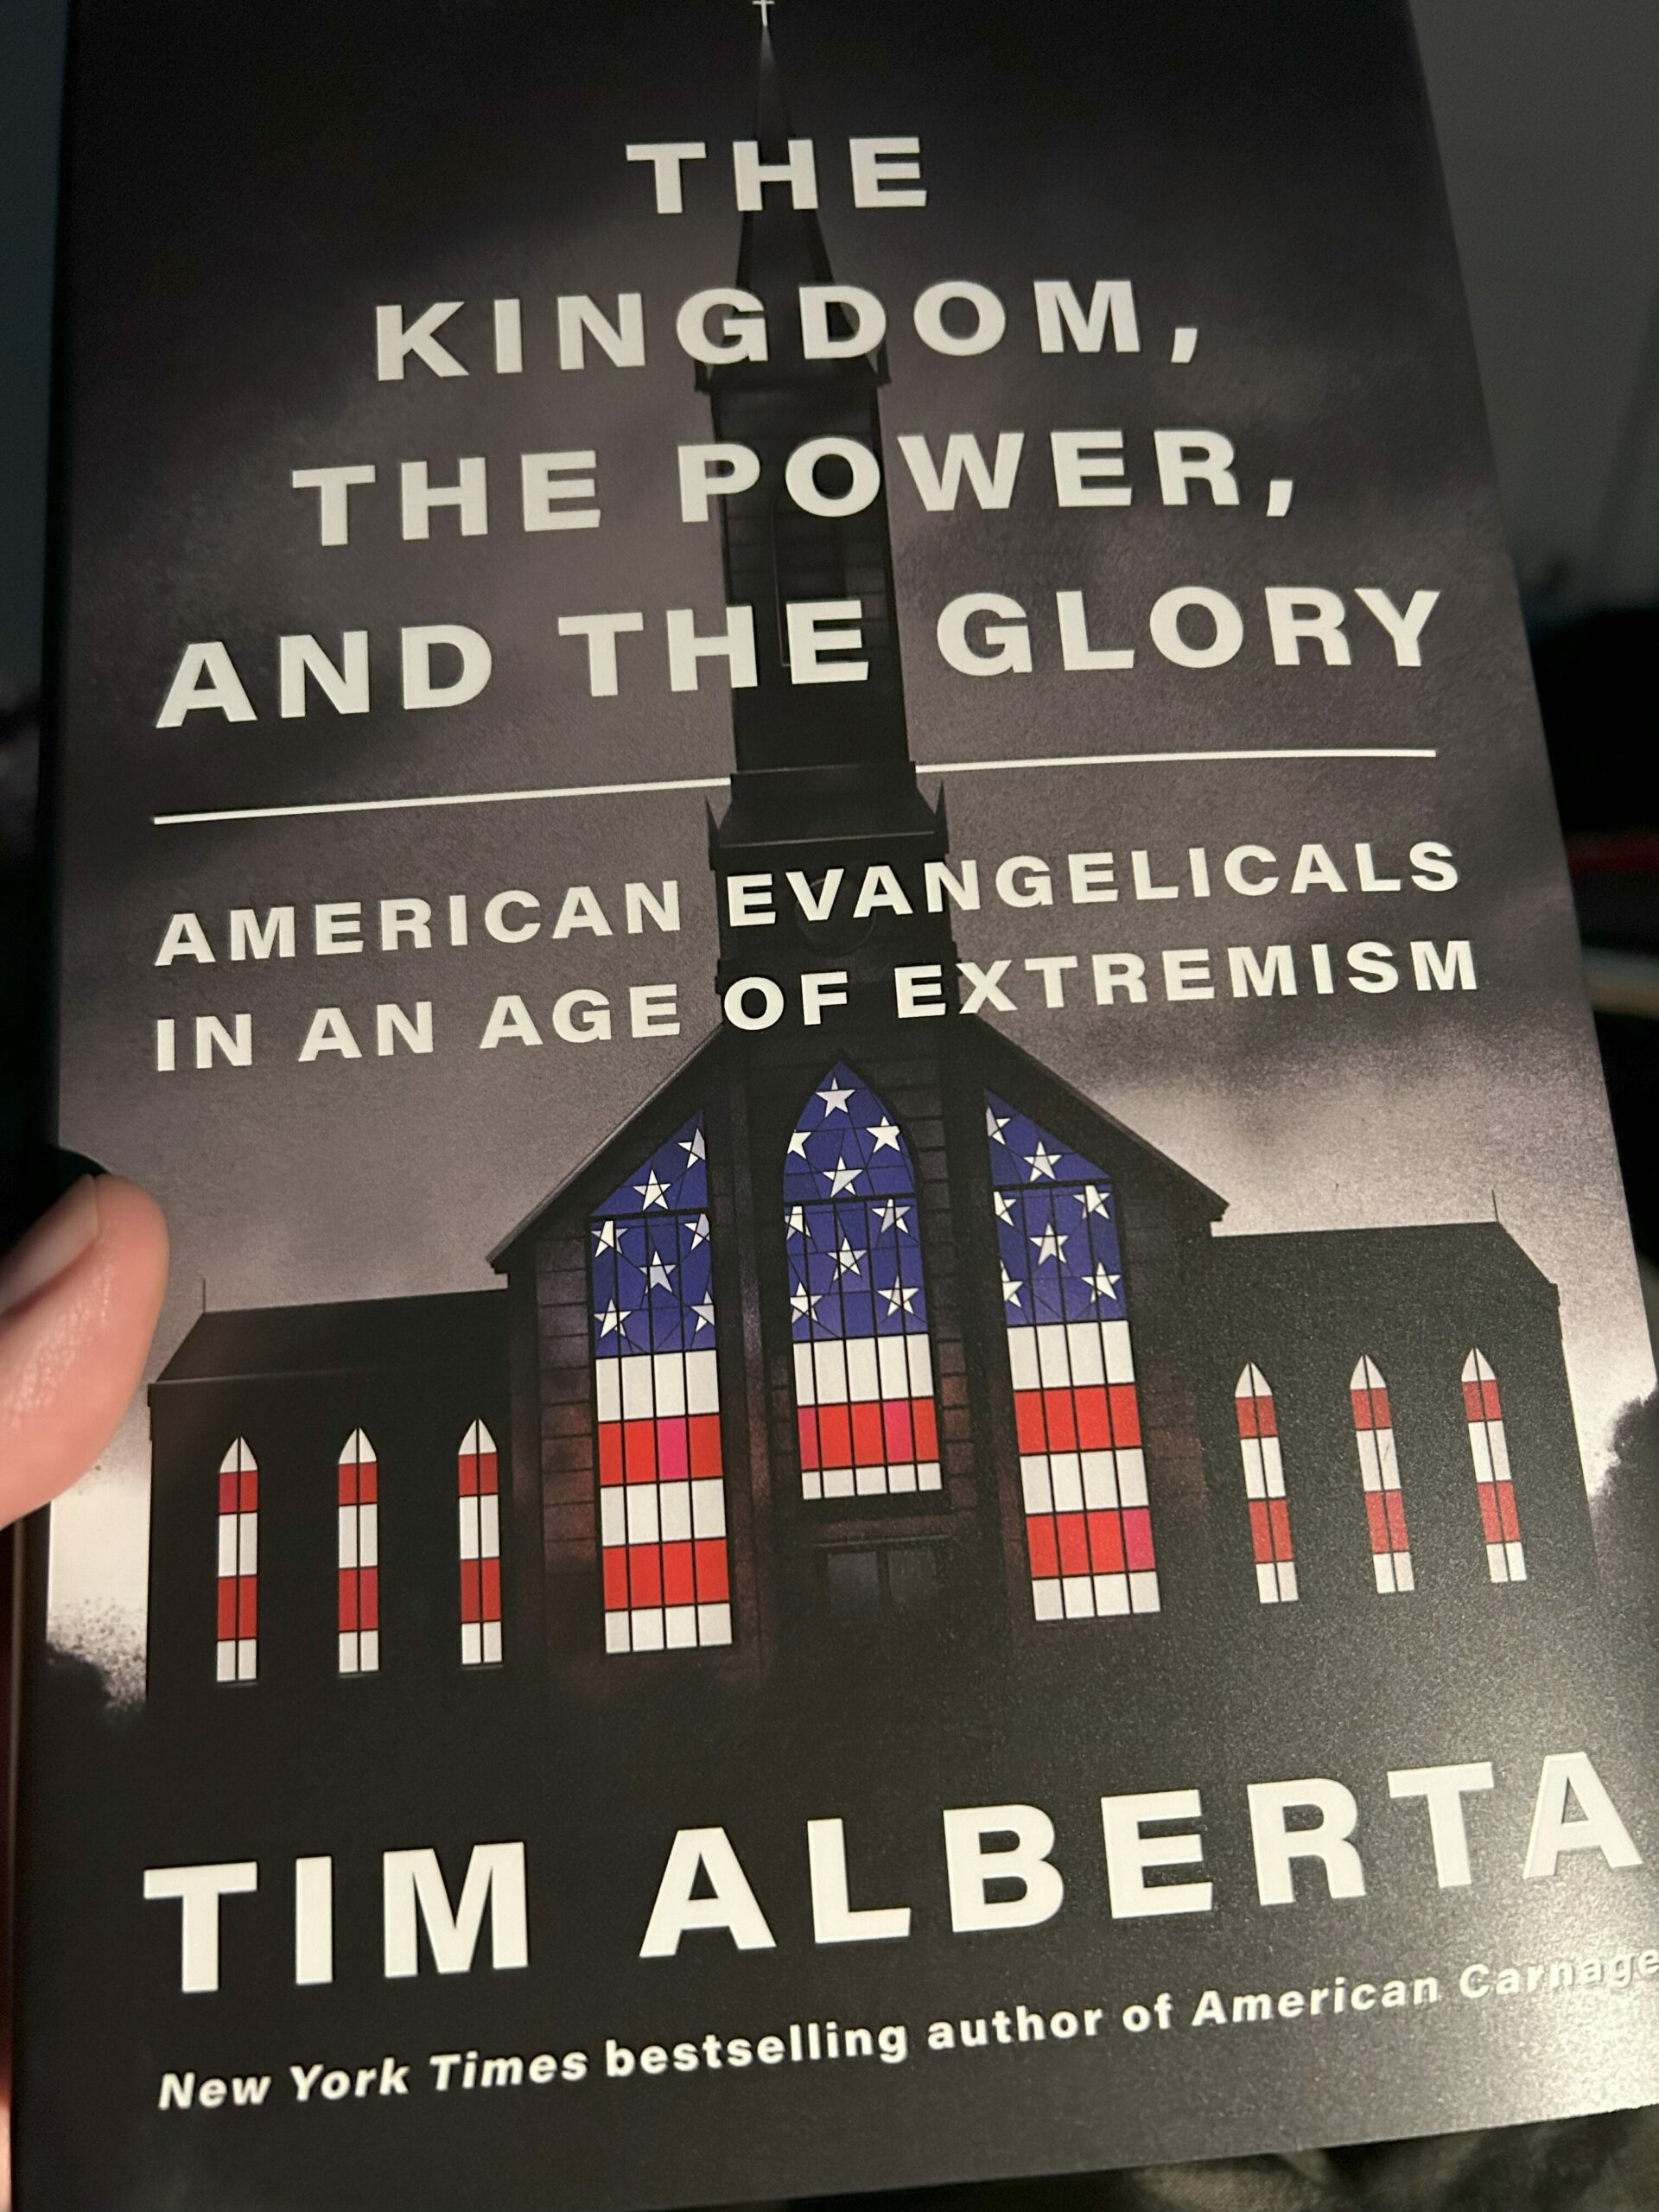 THE
KINGDOM,
THE POWER,
AND THE GLORY
AMERICAN EVANGELICALS
IN AN AGE OF EXTREMISM
TIM ALBERTA
New York Times bestselling author of American Carnage